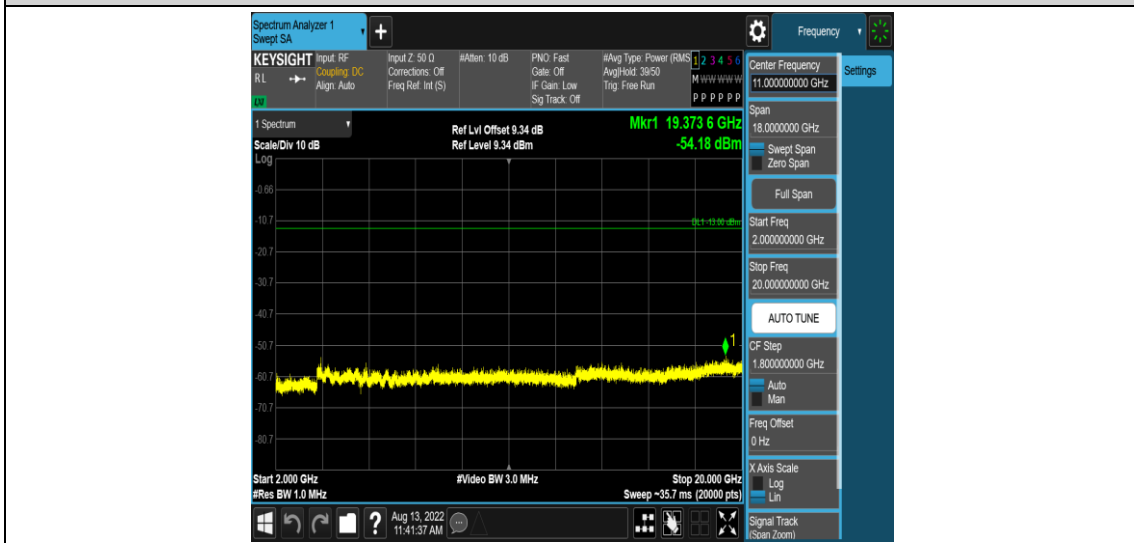 Spectrum Analyzer 1
Swept SA
+
Frequency
KEYSIGHT
RL
LXI
Input: RF
Coupling: DC
Align: Auto
Input Z: 50 Ω
Corrections: Off
Freq Ref: Int (S)
#Atten: 10 dB
PNO: Fast
Gate: Off
IF Gain: Low
Sig Track: Off
#Avg Type: Power (RMS
Avg|Hold: 39/50
Trig: Free Run
1 2 3 4 5 6
M W W W W W
P P P P P P
Center Frequency
11.000000000 GHz
Settings
1 Spectrum
Scale/Div 10 dB
Ref Lvl Offset 9.34 dB
Ref Level 9.34 dBm
Mkr1 19.373 6 GHz
-54.18 dBm
Log
-0.66
-10.7
-20.7
-30.7
-40.7
-50.7
-60.7
-70.7
-80.7
DL1 -13.00 dBm
1
Start 2.000 GHz
#Res BW 1.0 MHz
#Video BW 3.0 MHz
Stop 20.000 GHz
Sweep ~35.7 ms (20000 pts)
Span
18.0000000 GHz
Swept Span
Zero Span
Full Span
Start Freq
2.000000000 GHz
Stop Freq
20.000000000 GHz
AUTO TUNE
CF Step
1.800000000 GHz
Auto
Man
Freq Offset
0 Hz
X Axis Scale
Log
Lin
Signal Track
(Span Zoom)
?
Aug 13, 2022
11:41:37 AM